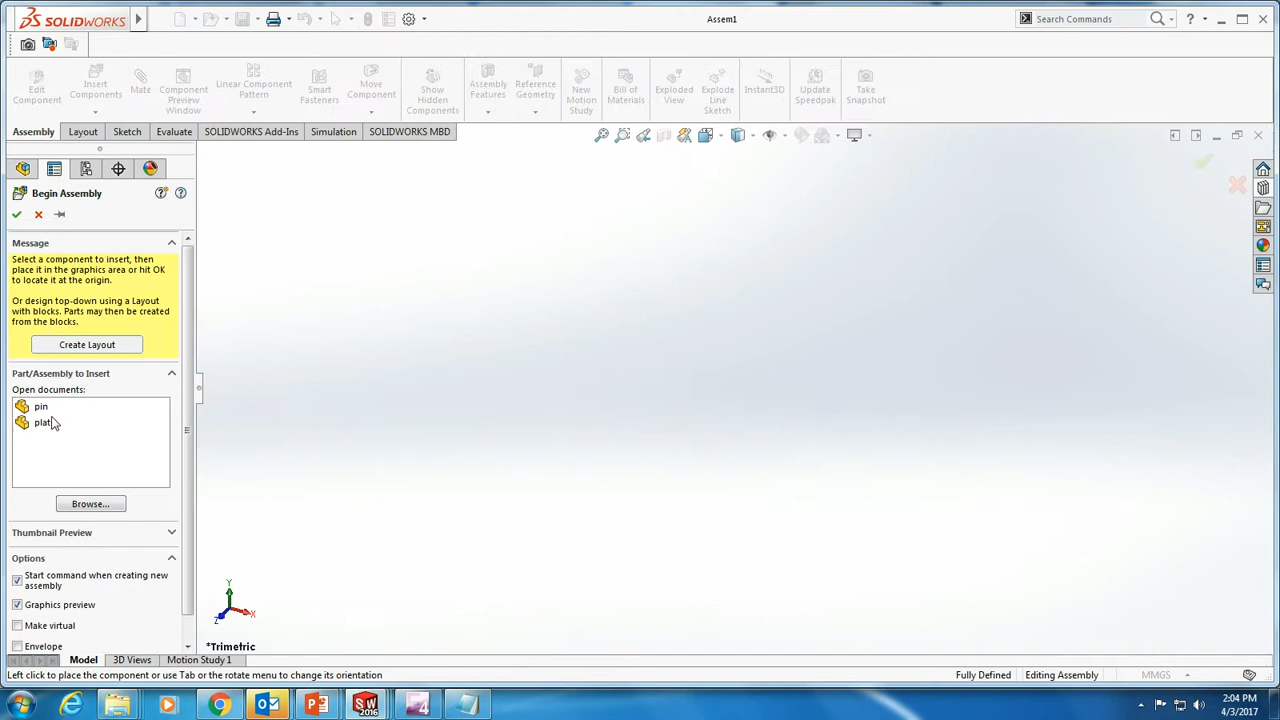 SOLIDWORKS
Assem1
Search Commands
?
Edit Component
Insert Components
Mate
Component Preview Window
Linear Component Pattern
Smart Fasteners
Move Component
Show Hidden Components
Assembly Features
Reference Geometry
New Motion Study
Bill of Materials
Exploded View
Explode Line Sketch
Instant3D
Update Speedpak
Take Snapshot
Assembly
Layout
Sketch
Evaluate
SOLIDWORKS Add-Ins
Simulation
SOLIDWORKS MBD
Begin Assembly
Message
Select a component to insert, then
place it in the graphics area or hit OK
to locate it at the origin.
Or design top-down using a Layout
with blocks. Parts may then be created
from the blocks.
Create Layout
Part/Assembly to Insert
Open documents:
pin
plat
Browse...
Thumbnail Preview
Options
Start command when creating new
assembly
Graphics preview
Make virtual
Envelope
Y
X
Z
*Trimetric
Model
3D Views
Motion Study 1
Left click to place the component or use Tab or the rotate menu to change its orientation
Fully Defined
Editing Assembly
MMGS
SW
2016
4
2:04 PM
4/3/2017